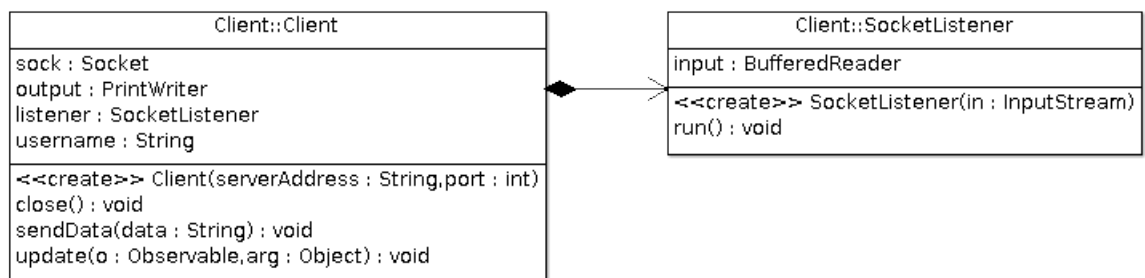 Client::Client
sock : Socket
output : PrintWriter
listener : SocketListener
username : String
<<create>> Client(serverAddress : String,port : int)
close() : void
sendData(data : String) : void
update(o : Observable,arg : Object) : void
Client::SocketListener
input : BufferedReader
<<create>> SocketListener(in : InputStream)
run() : void